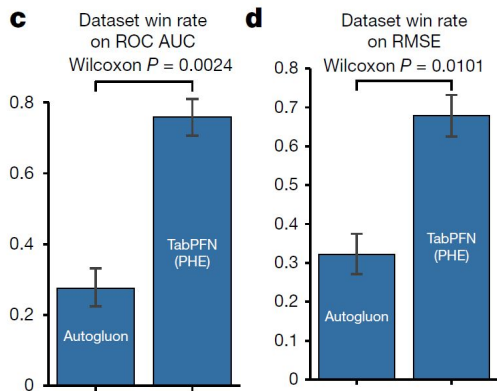 c
Dataset win rate
on ROC AUC
Wilcoxon P = 0.0024
0.8
0.6
0.4
0.2
0
Autogluon
TabPFN
(PHE)
d
Dataset win rate
on RMSE
Wilcoxon P = 0.0101
0.8
0.7
0.6
0.5
0.4
0.3
0.2
0.1
0
Autogluon
TabPFN
(PHE)